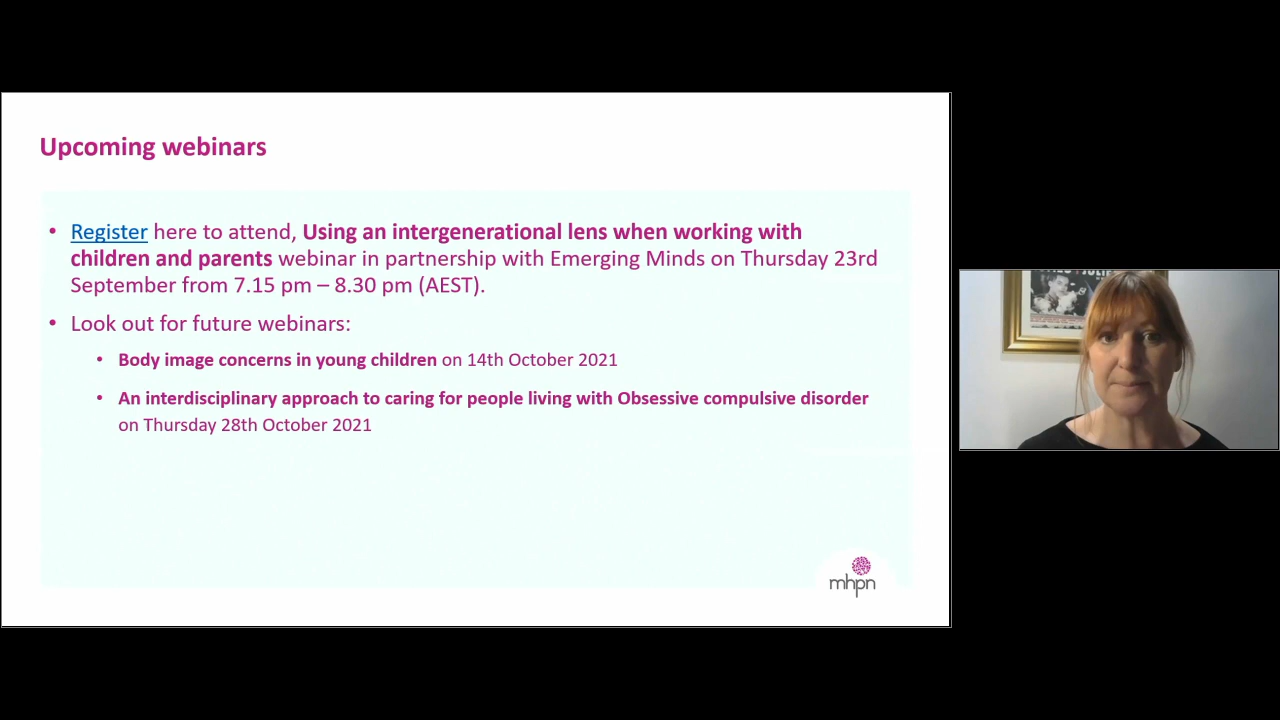 Upcoming webinars
• Register here to attend, Using an intergenerational lens when working with
children and parents webinar in partnership with Emerging Minds on Thursday 23rd
September from 7.15 pm – 8.30 pm (AEST).
• Look out for future webinars:
• Body image concerns in young children on 14th October 2021
• An interdisciplinary approach to caring for people living with Obsessive compulsive disorder
on Thursday 28th October 2021
mhpn